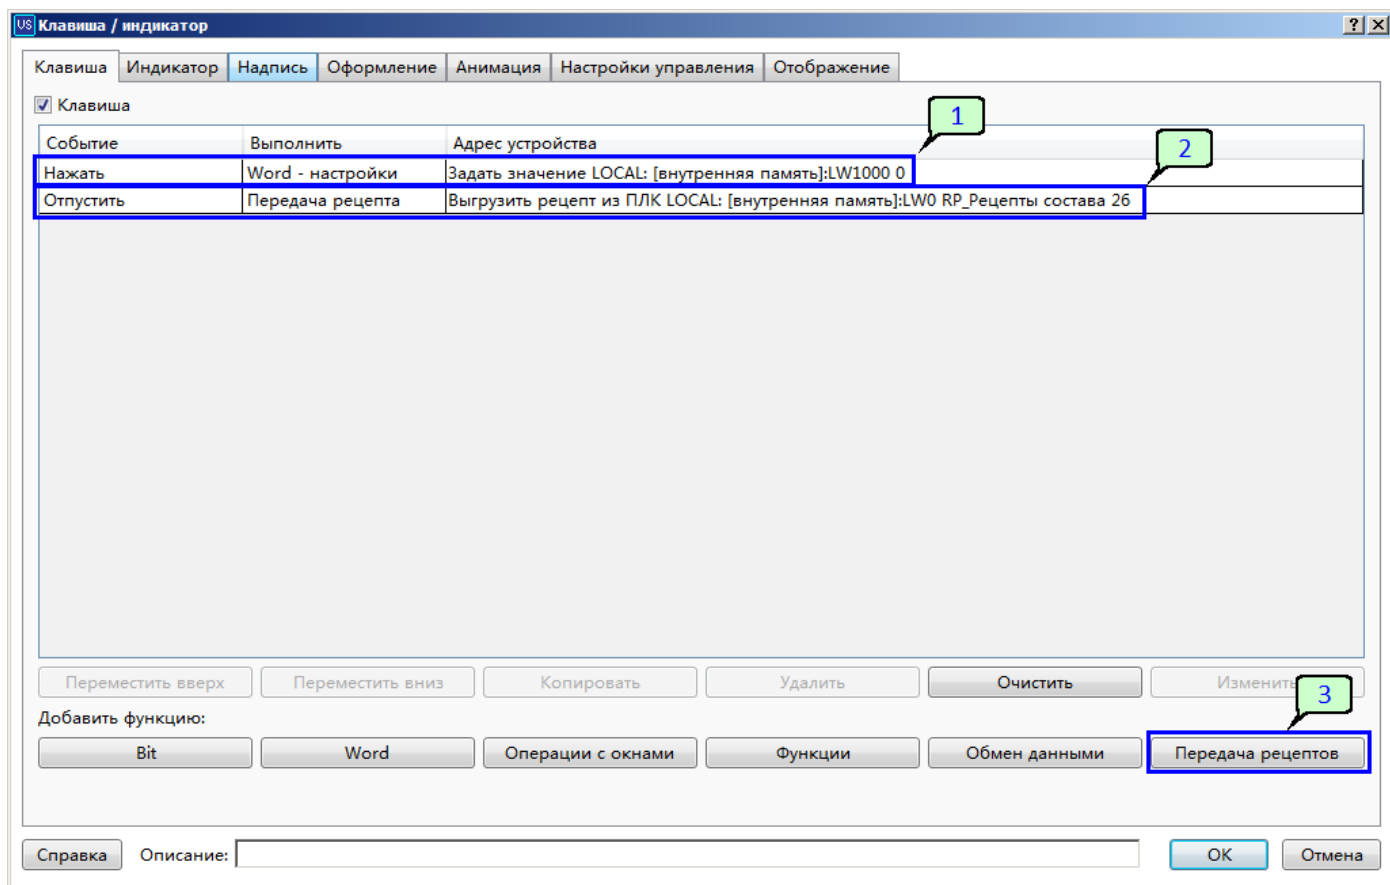 VS Клавиша / индикатор ? X
Клавиша Индикатор Надпись Оформление Анимация Настройки управления Отображение
Клавиша
1
Событие Выполнить Адрес устройства
2
Нажать Word - настройки Задать значение LOCAL: [внутренняя память]:LW1000 0
Отпустить Передача рецепта Выгрузить рецепт из ПЛК LOCAL: [внутренняя память]:LW0 RP_Рецепты состава 26
Переместить вверх Переместить вниз Копировать Удалить Очистить Изменить
3
Добавить функцию:
Bit Word Операции с окнами Функции Обмен данными Передача рецептов
Справка Описание: OK Отмена